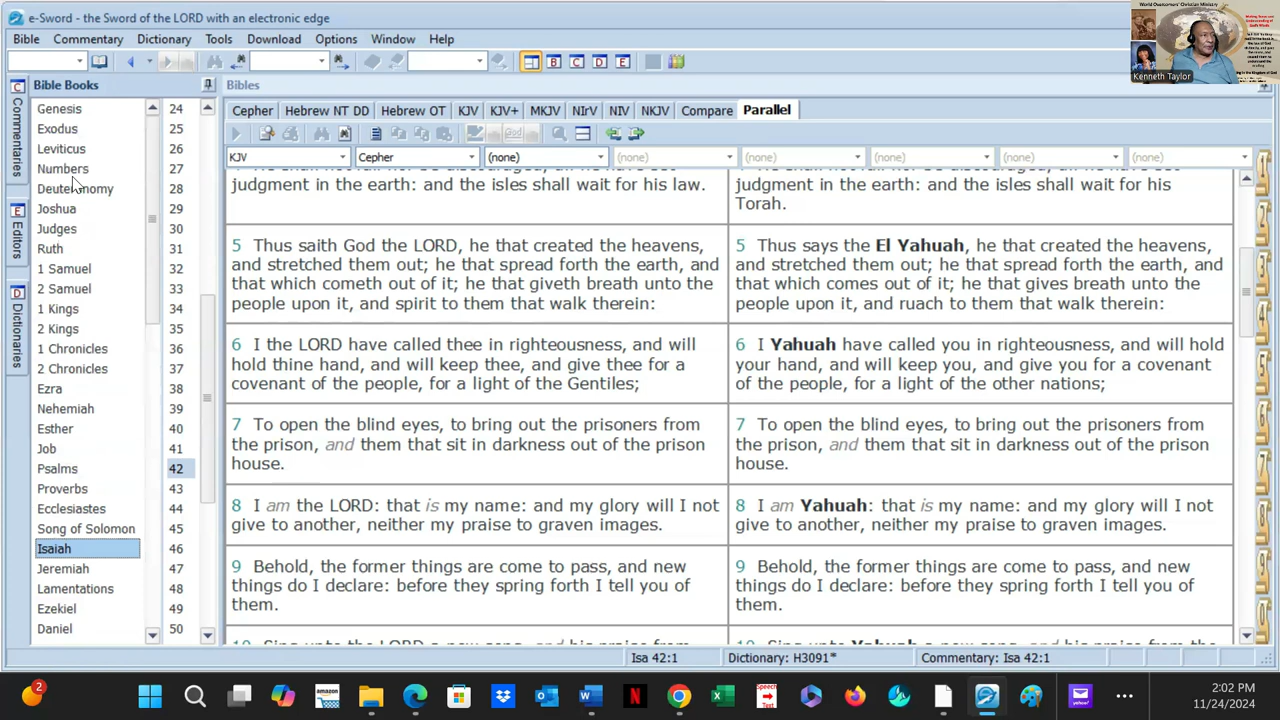 e-Sword - the Sword of the LORD with an electronic edge
Bible Commentary Dictionary Tools Download Options Window Help
B C D E
Kenneth Taylor
Commentaries
Editors
Dictionaries
Bible Books
Genesis
Exodus
Leviticus
Numbers
Deuteronomy
Joshua
Judges
Ruth
1 Samuel
2 Samuel
1 Kings
2 Kings
1 Chronicles
2 Chronicles
Ezra
Nehemiah
Esther
Job
Psalms
Proverbs
Ecclesiastes
Song of Solomon
Isaiah
Jeremiah
Lamentations
Ezekiel
Daniel
24
25
26
27
28
29
30
31
32
33
34
35
36
37
38
39
40
41
42
43
44
45
46
47
48
49
50
Bibles
Cepher Hebrew NT DD Hebrew OT KJV KJV+ MKJV NIrV NIV NKJV Compare Parallel
KJV Cepher (none) (none) (none) (none) (none) (none)
judgment in the earth: and the isles shall wait for his law.
5 Thus saith God the LORD, he that created the heavens,
and stretched them out; he that spread forth the earth, and
that which cometh out of it; he that giveth breath unto the
people upon it, and spirit to them that walk therein:
6 I the LORD have called thee in righteousness, and will
hold thine hand, and will keep thee, and give thee for a
covenant of the people, for a light of the Gentiles;
7 To open the blind eyes, to bring out the prisoners from
the prison, and them that sit in darkness out of the prison
house.
8 I am the LORD: that is my name: and my glory will I not
give to another, neither my praise to graven images.
9 Behold, the former things are come to pass, and new
things do I declare: before they spring forth I tell you of
them.
judgment in the earth: and the isles shall wait for his
Torah.
5 Thus says the El Yahuah, he that created the heavens,
and stretched them out; he that spread forth the earth, and
that which comes out of it; he that gives breath unto the
people upon it, and ruach to them that walk therein:
6 I Yahuah have called you in righteousness, and will hold
your hand, and will keep you, and give you for a covenant
of the people, for a light of the other nations;
7 To open the blind eyes, to bring out the prisoners from
the prison, and them that sit in darkness out of the prison
house.
8 I am Yahuah: that is my name: and my glory will I not
give to another, neither my praise to graven images.
9 Behold, the former things are come to pass, and new
things do I declare: before they spring forth I tell you of
them.
Isa 42:1 Dictionary: H3091* Commentary: Isa 42:1
2
amazon
Speech
Text
yahoo!
2:02 PM
11/24/2024